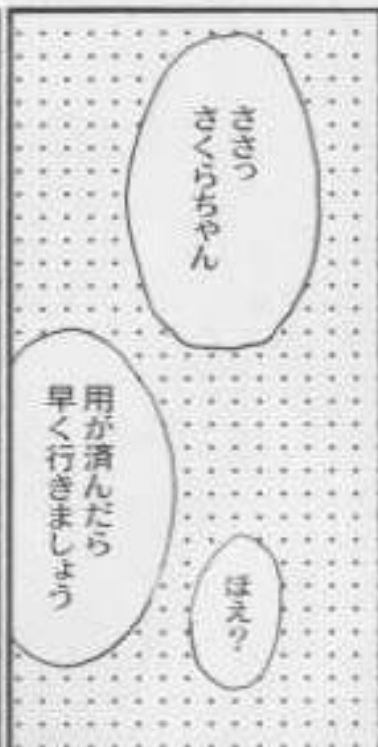 ささっ
さくらちゃん
ほえ？
用が済んだら
早く行きましょう